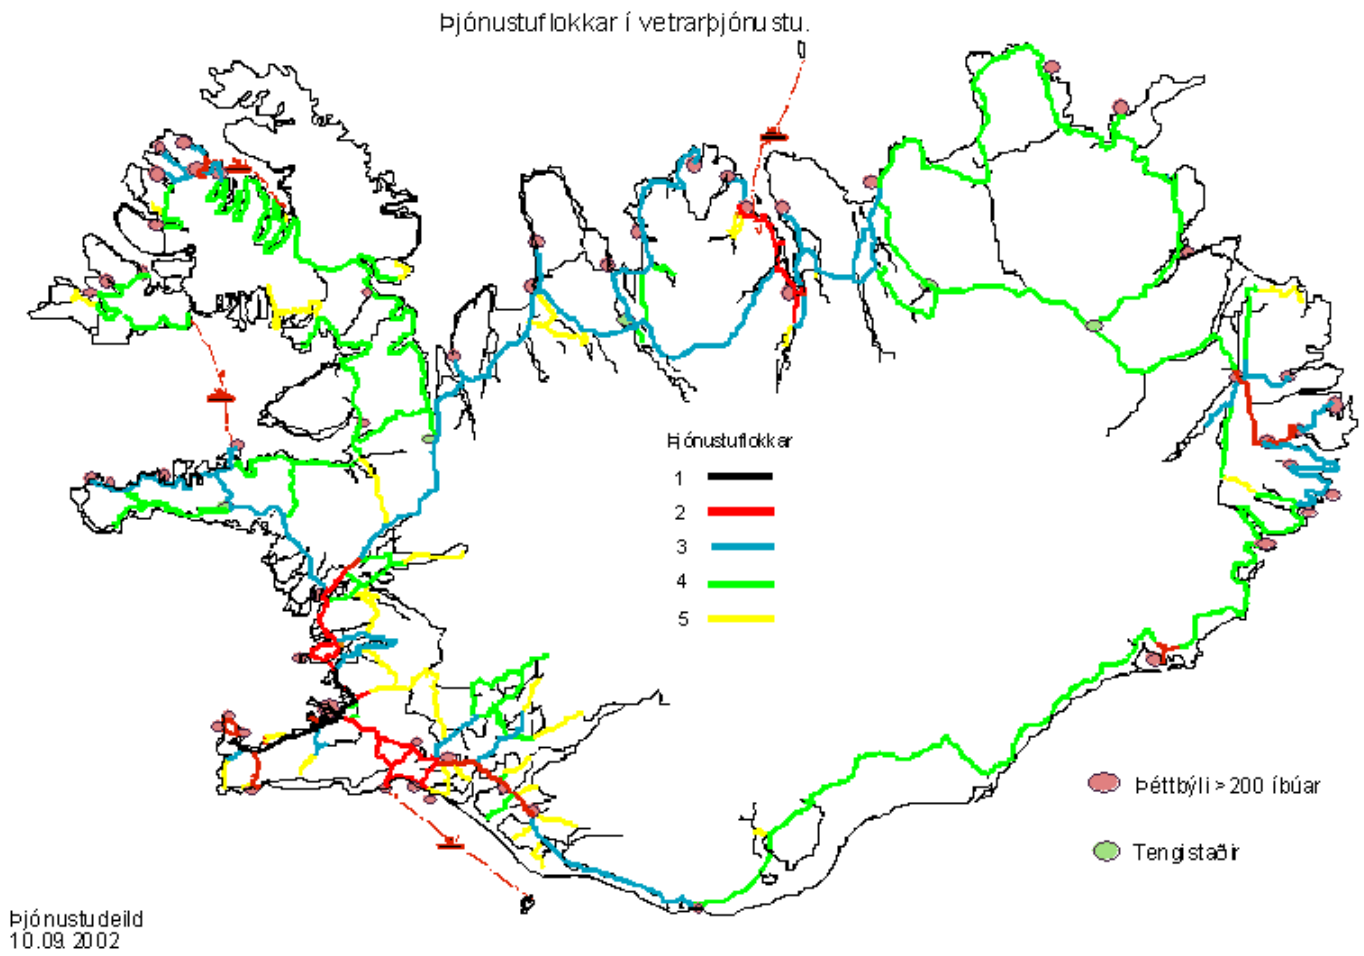 Þjónustuflokkar í vetrarþjónustu.
Þjónustuflokkar
1
2
3
4
5
Þéttbýli > 200 íbúar
Tengistaðir
Þjónustudeild
10.09.2002